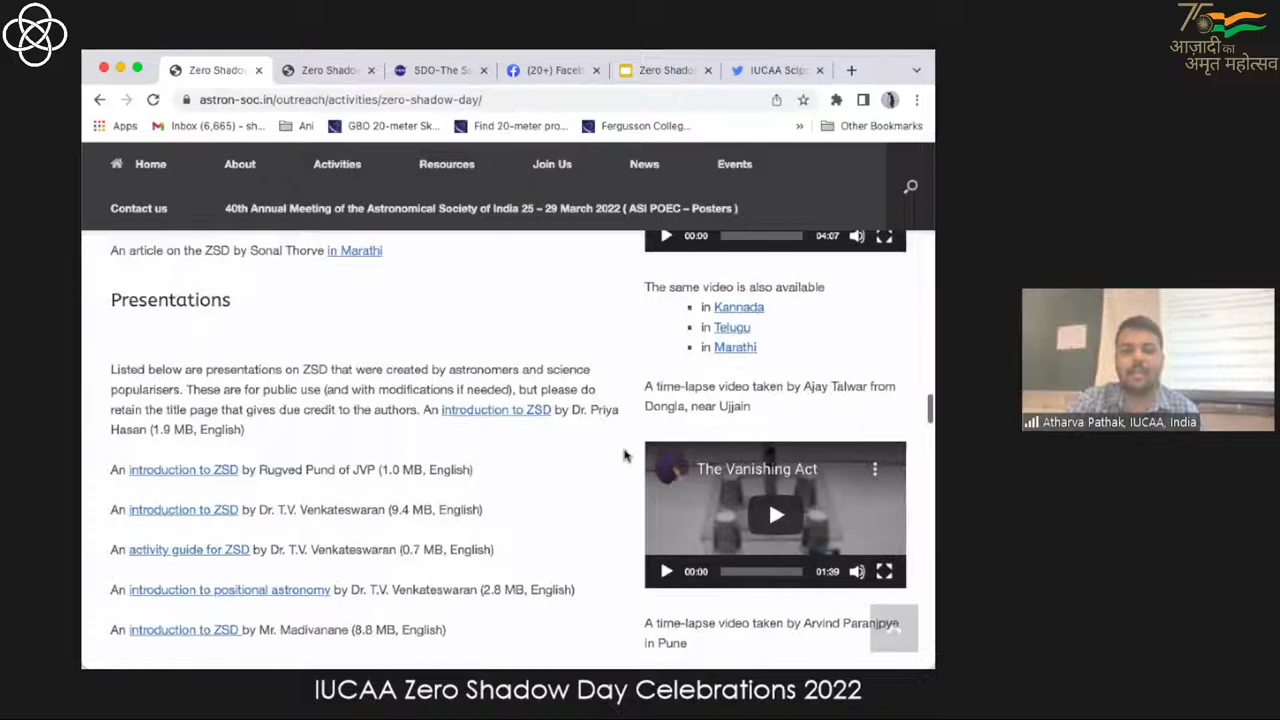 75
आज़ादी का
अमृत महोत्सव
Zero Shado
Zero Shado
SDO-The S
(20+) Facel
Zero Shado
IUCAA Scip
astron-soc.in/outreach/activities/zero-shadow-day/
Apps
Inbox (6,665) - sh...
Ani
GBO 20-meter Sk...
Find 20-meter pro...
Fergusson Colleg...
»
Other Bookmarks
Home
About
Activities
Resources
Join Us
News
Events
Contact us
40th Annual Meeting of the Astronomical Society of India 25 – 29 March 2022 ( ASI POEC – Posters )
An article on the ZSD by Sonal Thorve in Marathi
Presentations
Listed below are presentations on ZSD that were created by astronomers and science
popularisers. These are for public use (and with modifications if needed), but please do
retain the title page that gives due credit to the authors. An introduction to ZSD by Dr. Priya
Hasan (1.9 MB, English)
An introduction to ZSD by Rugved Pund of JVP (1.0 MB, English)
An introduction to ZSD by Dr. T.V. Venkateswaran (9.4 MB, English)
An activity guide for ZSD by Dr. T.V. Venkateswaran (0.7 MB, English)
An introduction to positional astronomy by Dr. T.V. Venkateswaran (2.8 MB, English)
An introduction to ZSD by Mr. Madivanane (8.8 MB, English)
00:00
04:07
The same video is also available
in Kannada
in Telugu
in Marathi
A time-lapse video taken by Ajay Talwar from
Dongla, near Ujjain
The Vanishing Act
00:00
01:39
A time-lapse video taken by Arvind Paranjpye
in Pune
Atharva Pathak, IUCAA, India
IUCAA Zero Shadow Day Celebrations 2022